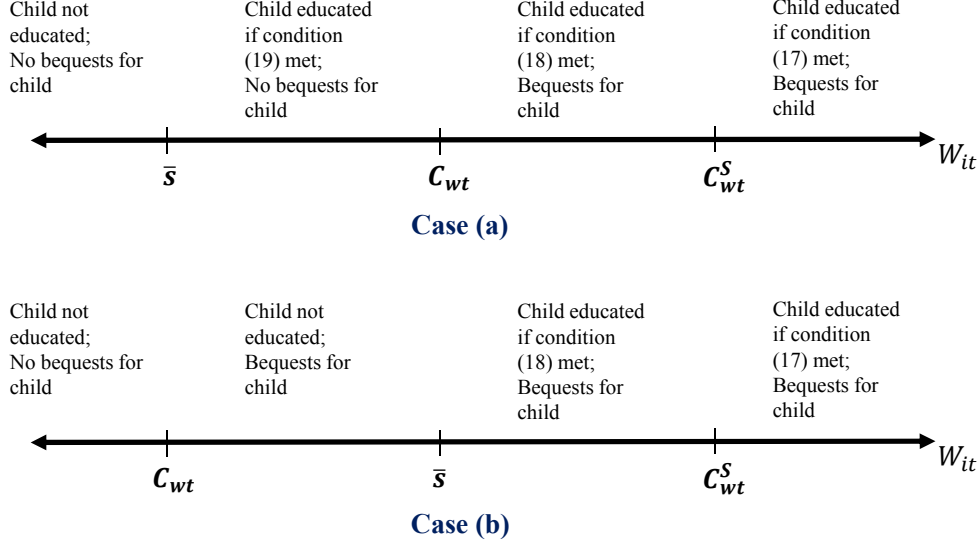 Child not
educated;
No bequests for
child
Child educated
if condition
(19) met;
No bequests for
child
Child educated
if condition
(18) met;
Bequests for
child
Child educated
if condition
(17) met;
Bequests for
child
s̄
C_wt
C^S_wt
W_it
Case (a)
Child not
educated;
No bequests for
child
Child not
educated;
Bequests for
child
Child educated
if condition
(18) met;
Bequests for
child
Child educated
if condition
(17) met;
Bequests for
child
C_wt
s̄
C^S_wt
W_it
Case (b)